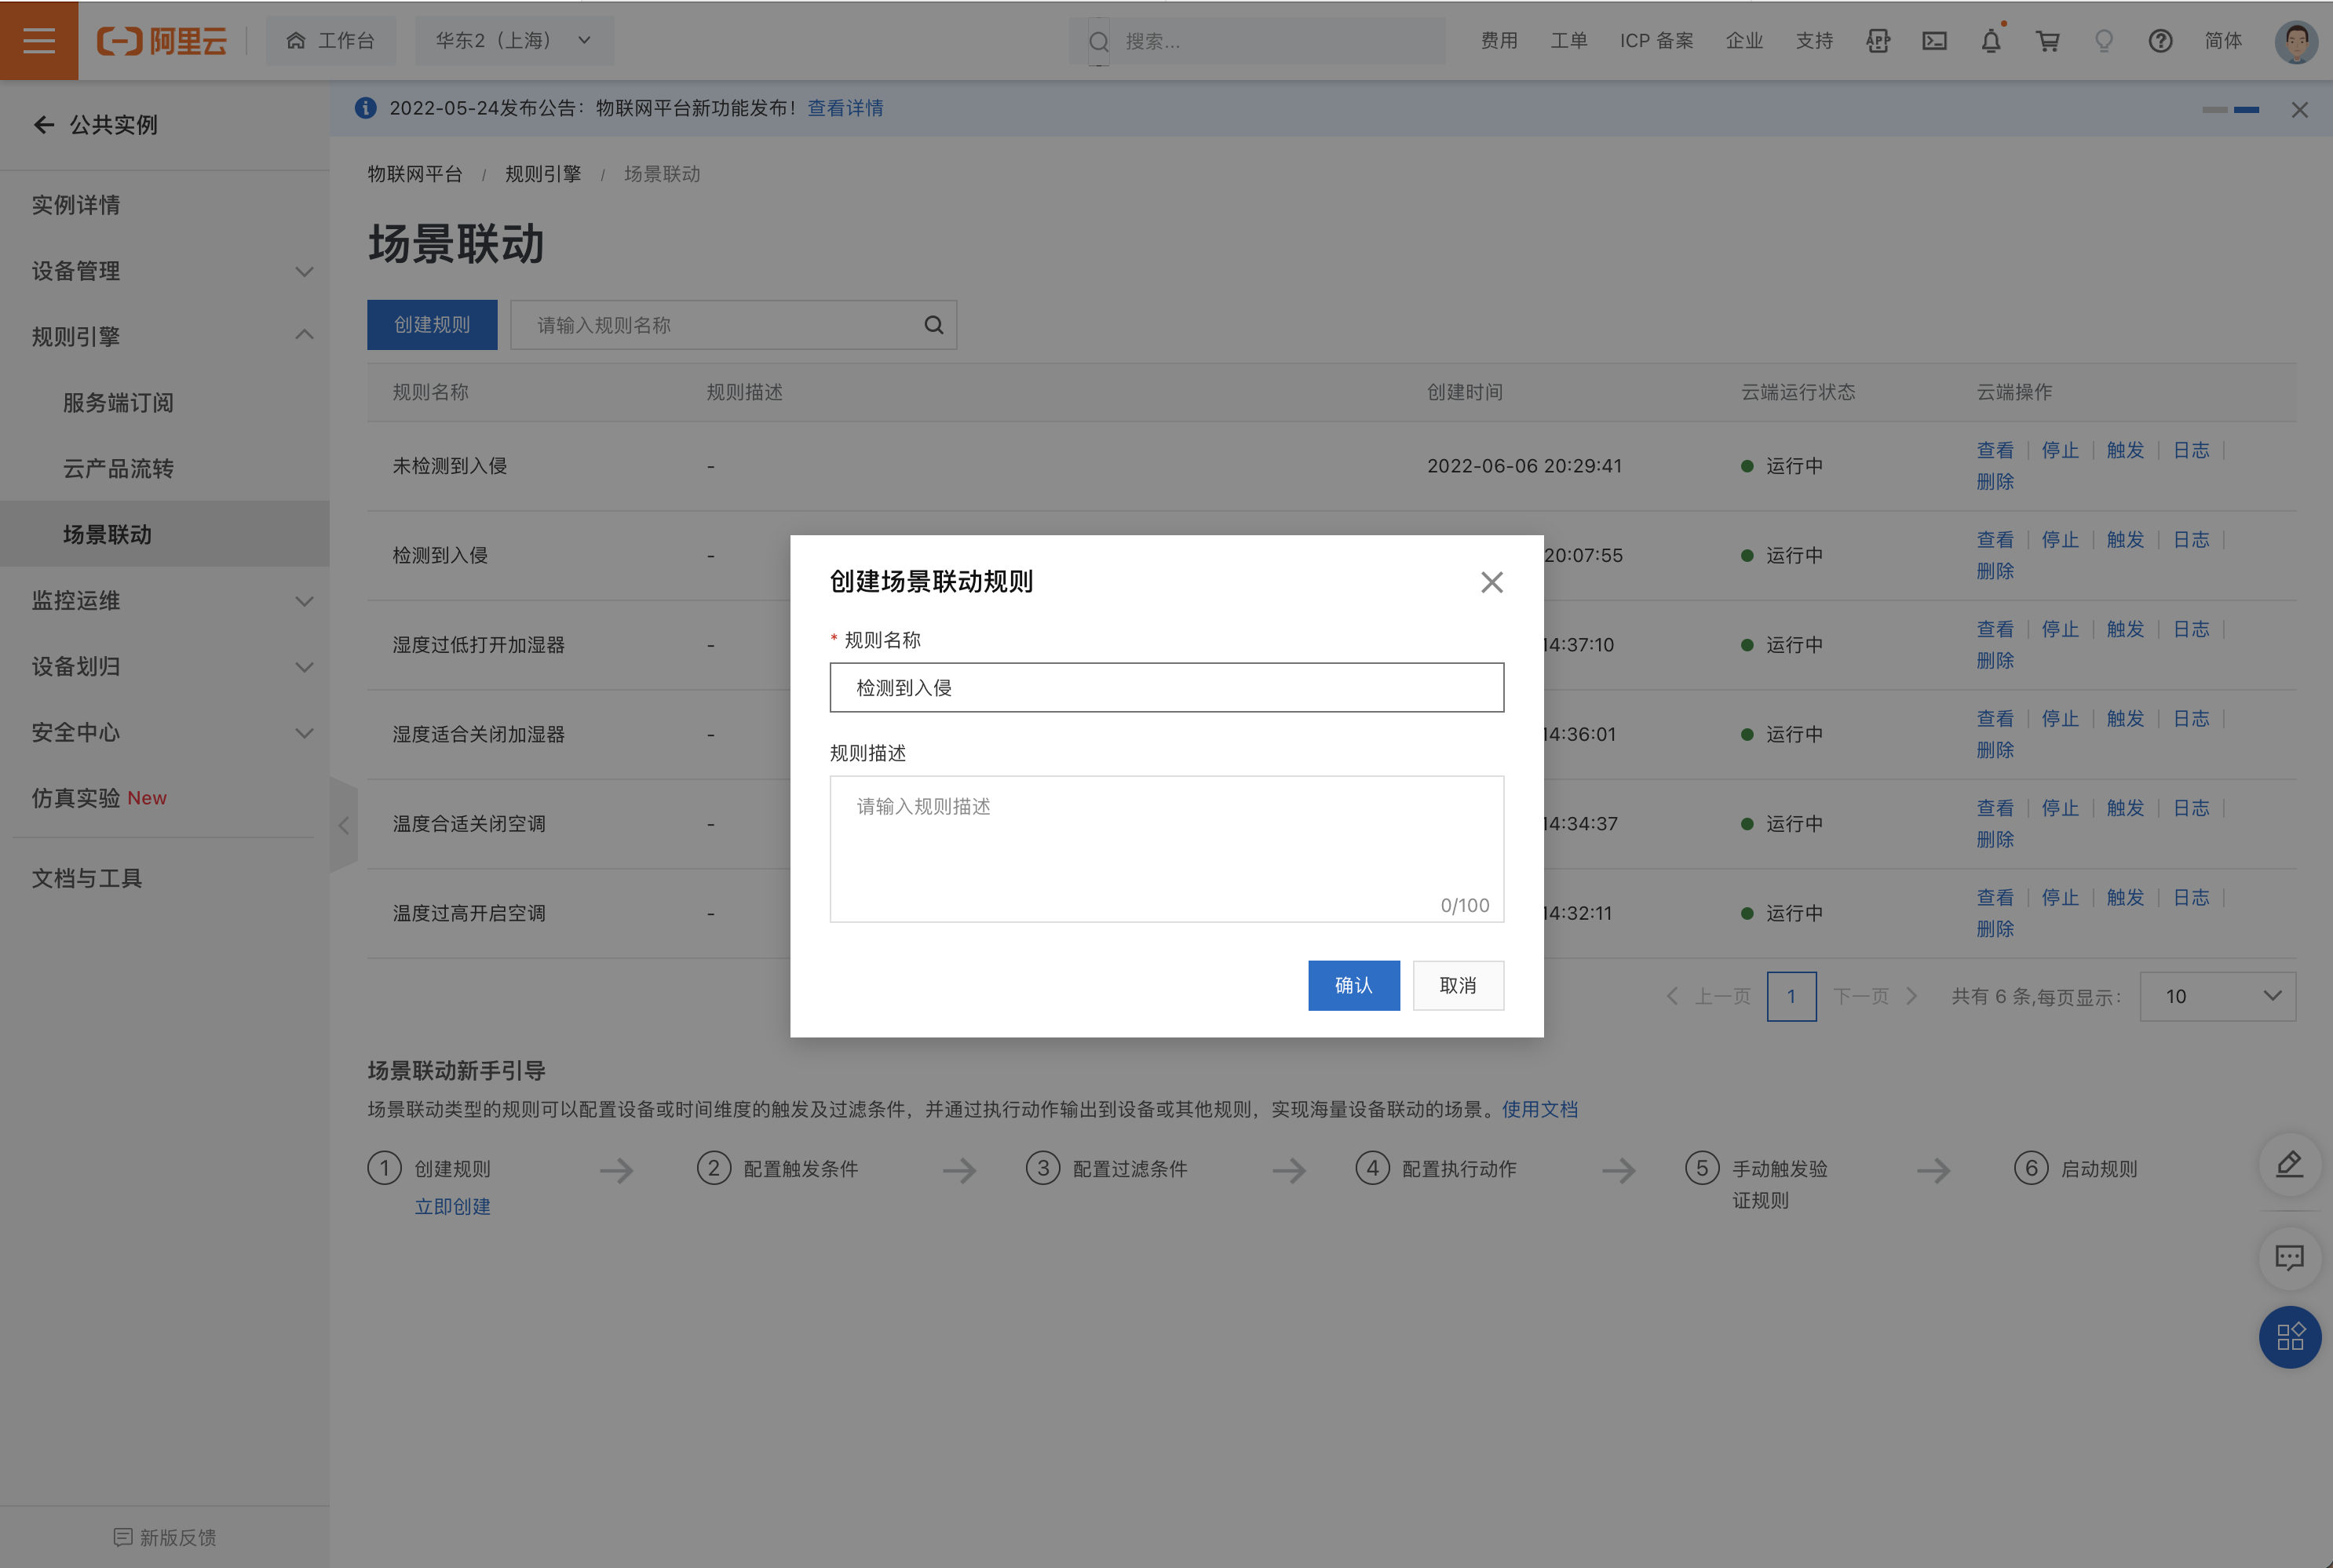 阿里云
工作台
华东2（上海）
搜索...
费用
工单
ICP 备案
企业
支持
APP
简体
公共实例
实例详情
设备管理
规则引擎
服务端订阅
云产品流转
场景联动
监控运维
设备划归
安全中心
仿真实验 New
文档与工具
新版反馈
2022-05-24发布公告：物联网平台新功能发布！查看详情
物联网平台 / 规则引擎 / 场景联动
场景联动
创建规则
请输入规则名称
规则名称 规则描述 创建时间 云端运行状态 云端操作
未检测到入侵 - 2022-06-06 20:29:41 运行中 查看 停止 触发 日志
删除
检测到入侵 - 20:07:55 运行中 查看 停止 触发 日志
删除
湿度过低打开加湿器 - 14:37:10 运行中 查看 停止 触发 日志
删除
湿度适合关闭加湿器 - 14:36:01 运行中 查看 停止 触发 日志
删除
温度合适关闭空调 - 14:34:37 运行中 查看 停止 触发 日志
删除
温度过高开启空调 - 14:32:11 运行中 查看 停止 触发 日志
删除
上一页 1 下一页 共有 6 条,每页显示： 10
创建场景联动规则
* 规则名称
检测到入侵
规则描述
请输入规则描述
0/100
确认
取消
场景联动新手引导
场景联动类型的规则可以配置设备或时间维度的触发及过滤条件，并通过执行动作输出到设备或其他规则，实现海量设备联动的场景。使用文档
1 创建规则
立即创建
2 配置触发条件
3 配置过滤条件
4 配置执行动作
5 手动触发验
证规则
6 启动规则